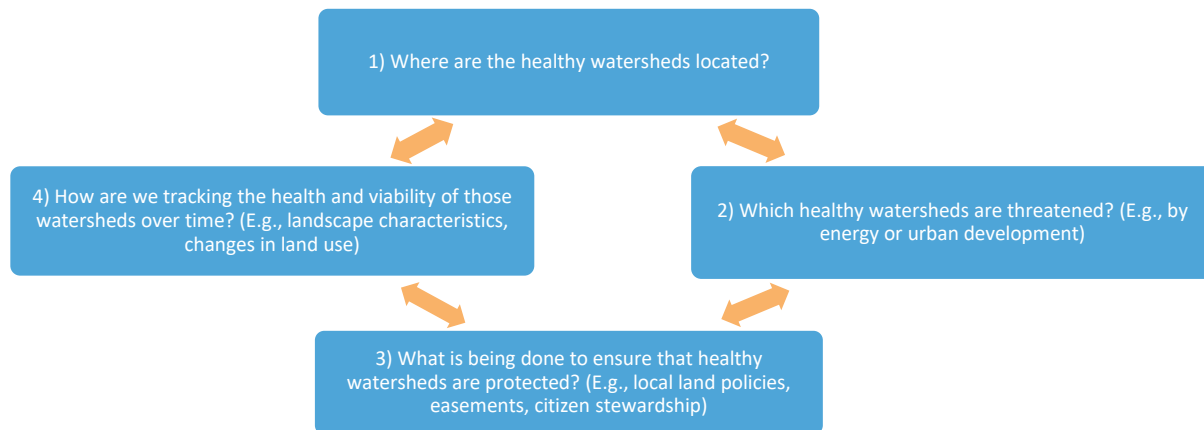 1) Where are the healthy watersheds located?
4) How are we tracking the health and viability of those
watersheds over time? (E.g., landscape characteristics,
changes in land use)
2) Which healthy watersheds are threatened? (E.g., by
energy or urban development)
3) What is being done to ensure that healthy
watersheds are protected? (E.g., local land policies,
easements, citizen stewardship)